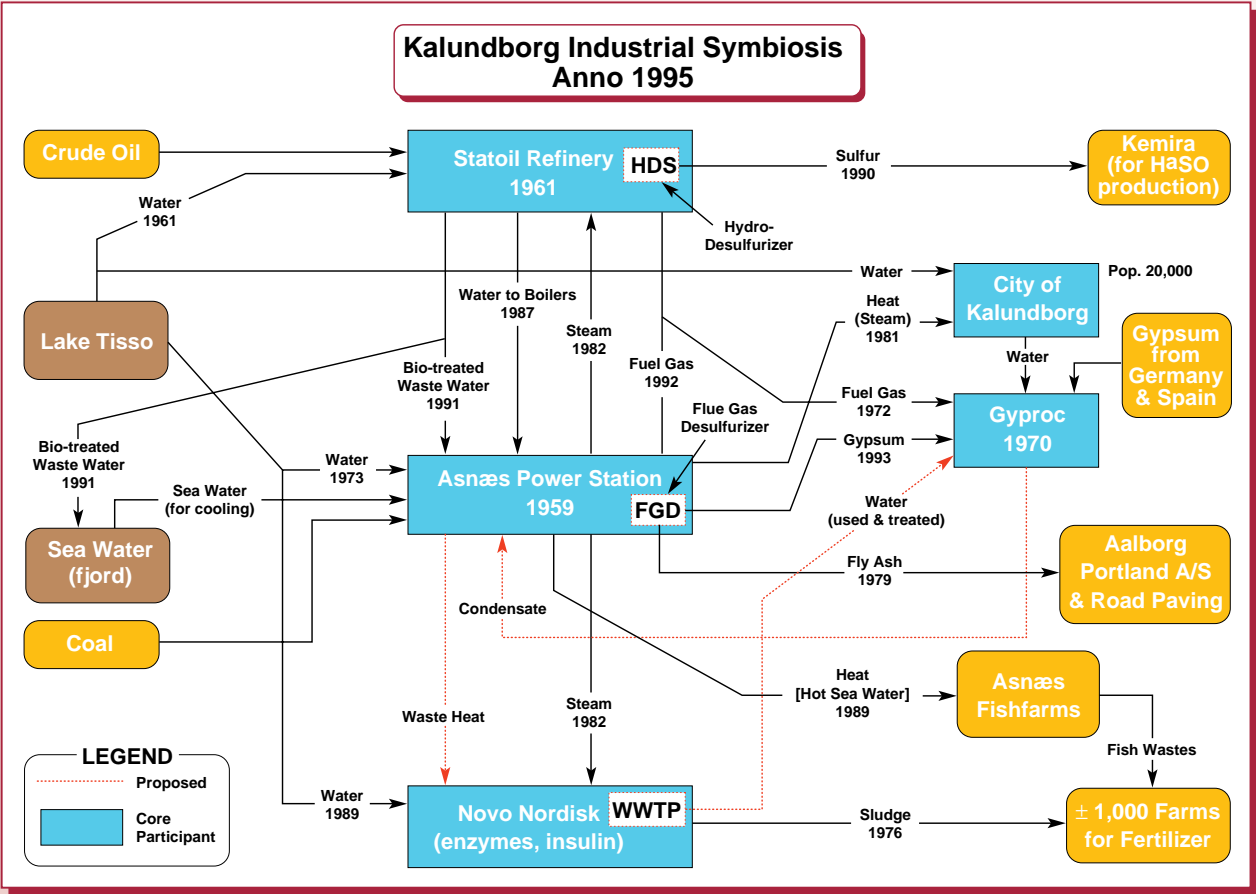 Kalundborg Industrial Symbiosis
Anno 1995
Crude Oil
Statoil Refinery
1961
HDS
Sulfur
1990
Kemira
(for HaSO
production)
Water
1961
Hydro-
Desulfurizer
Water
City of
Kalundborg
Pop. 20,000
Lake Tisso
Water to Boilers
1987
Steam
1982
Heat
(Steam)
1981
Gypsum
from
Germany
& Spain
Water
Bio-treated
Waste Water
1991
Fuel Gas
1992
Fuel Gas
1972
Gyproc
1970
Flue Gas
Desulfurizer
Gypsum
1993
Bio-treated
Waste Water
1991
Water
1973
Asnæs Power Station
1959
FGD
Sea Water
(for cooling)
Water
(used & treated)
Sea Water
(fjord)
Fly Ash
1979
Aalborg
Portland A/S
& Road Paving
Condensate
Coal
Heat
[Hot Sea Water]
1989
Asnæs
Fishfarms
Waste Heat
Steam
1982
Fish Wastes
LEGEND
Proposed
Core
Participant
Water
1989
Novo Nordisk
(enzymes, insulin)
WWTP
Sludge
1976
± 1,000 Farms
for Fertilizer